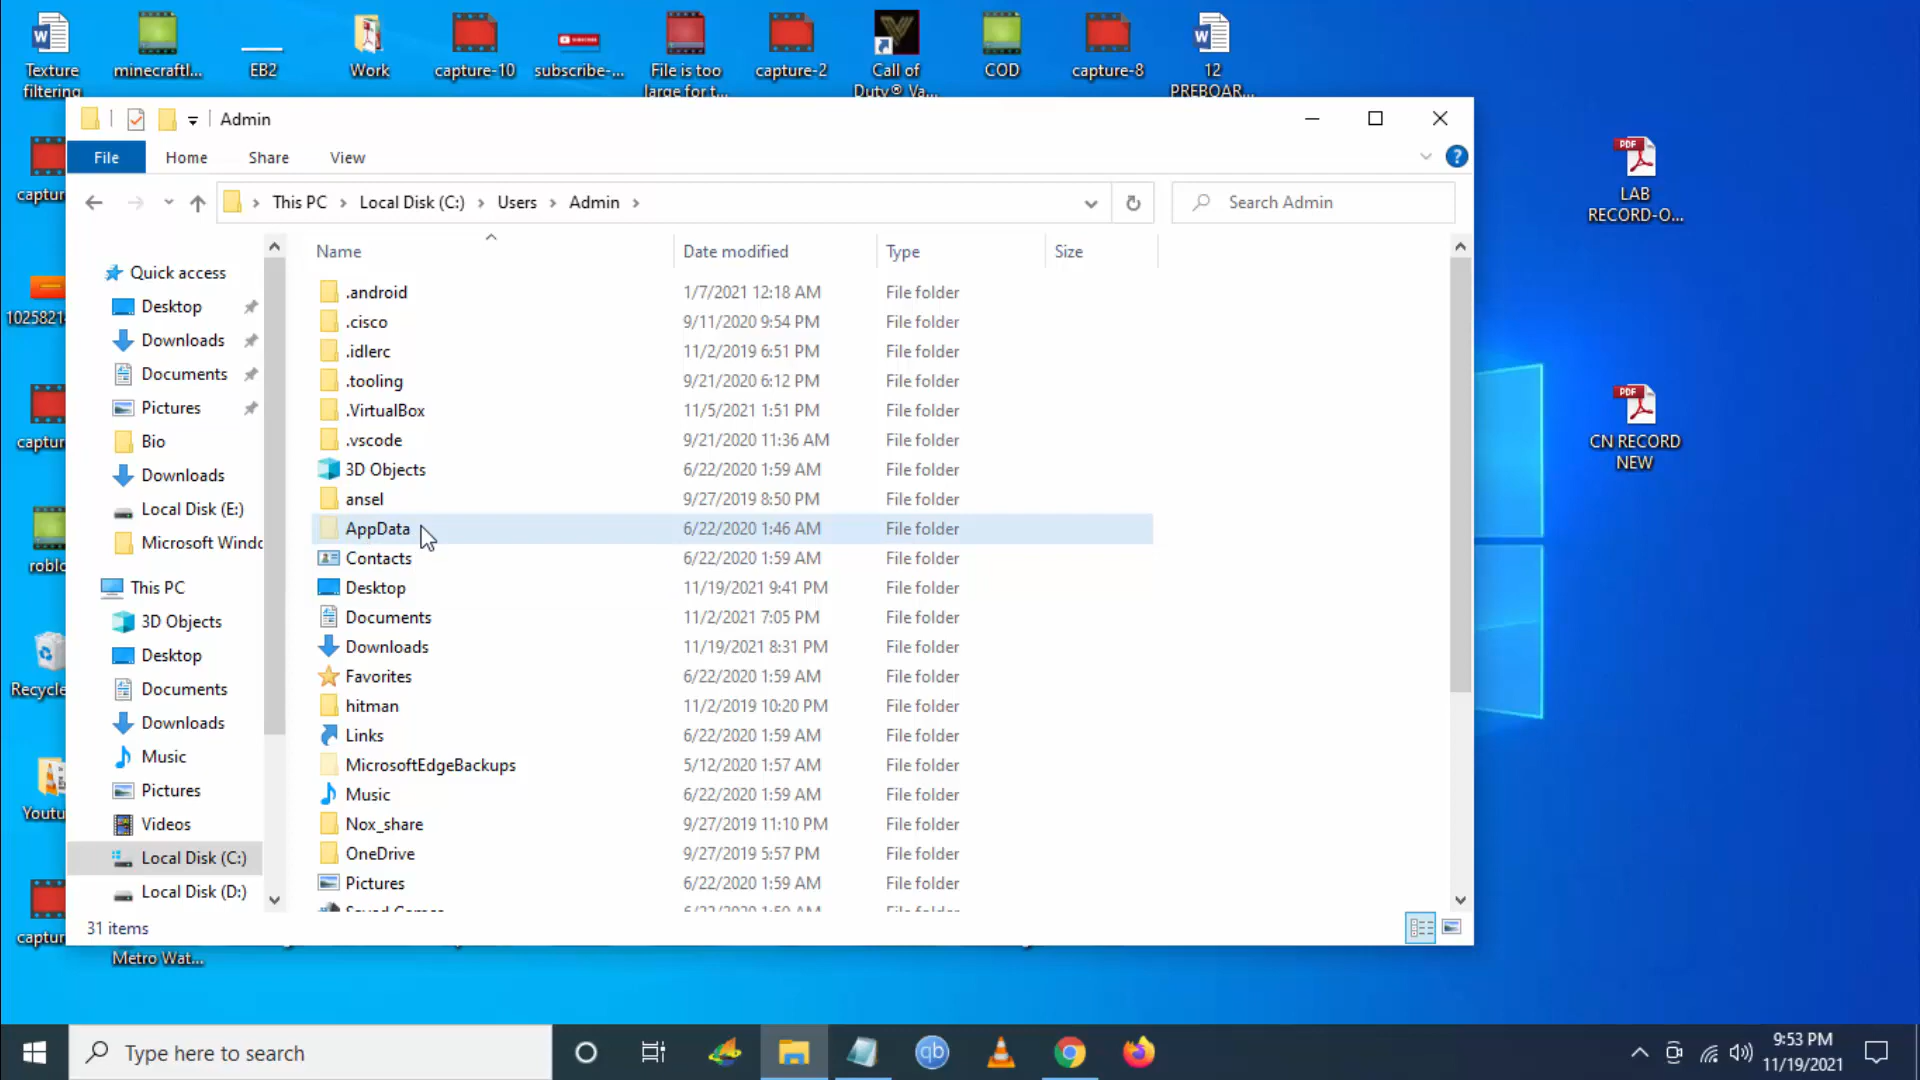 Texture
filtering
minecraftl...
EB2
Work
capture-10
subscribe-...
File is too
large for t...
capture-2
Call of
Duty® Va...
COD
capture-8
12
PREBOAR...
Admin
File
Home
Share
View
This PC
Local Disk (C:)
Users
Admin
Search Admin
Name
Date modified
Type
Size
Quick access
Desktop
Downloads
Documents
Pictures
Bio
Downloads
Local Disk (E:)
Microsoft Windo
This PC
3D Objects
Desktop
Documents
Downloads
Music
Pictures
Videos
Local Disk (C:)
Local Disk (D:)
.android 1/7/2021 12:18 AM File folder
.cisco 9/11/2020 9:54 PM File folder
.idlerc 11/2/2019 6:51 PM File folder
.tooling 9/21/2020 6:12 PM File folder
.VirtualBox 11/5/2021 1:51 PM File folder
.vscode 9/21/2020 11:36 AM File folder
3D Objects 6/22/2020 1:59 AM File folder
ansel 9/27/2019 8:50 PM File folder
AppData 6/22/2020 1:46 AM File folder
Contacts 6/22/2020 1:59 AM File folder
Desktop 11/19/2021 9:41 PM File folder
Documents 11/2/2021 7:05 PM File folder
Downloads 11/19/2021 8:31 PM File folder
Favorites 6/22/2020 1:59 AM File folder
hitman 11/2/2019 10:20 PM File folder
Links 6/22/2020 1:59 AM File folder
MicrosoftEdgeBackups 5/12/2020 1:57 AM File folder
Music 6/22/2020 1:59 AM File folder
Nox_share 9/27/2019 11:10 PM File folder
OneDrive 9/27/2019 5:57 PM File folder
Pictures 6/22/2020 1:59 AM File folder
Saved Games 6/22/2020 1:59 AM File folder
31 items
captur
1025821
captur
roblo
Recycle
Youtu
captur
Metro Wat...
PDF
LAB
RECORD-O...
PDF
CN RECORD
NEW
Type here to search
qb
9:53 PM
11/19/2021